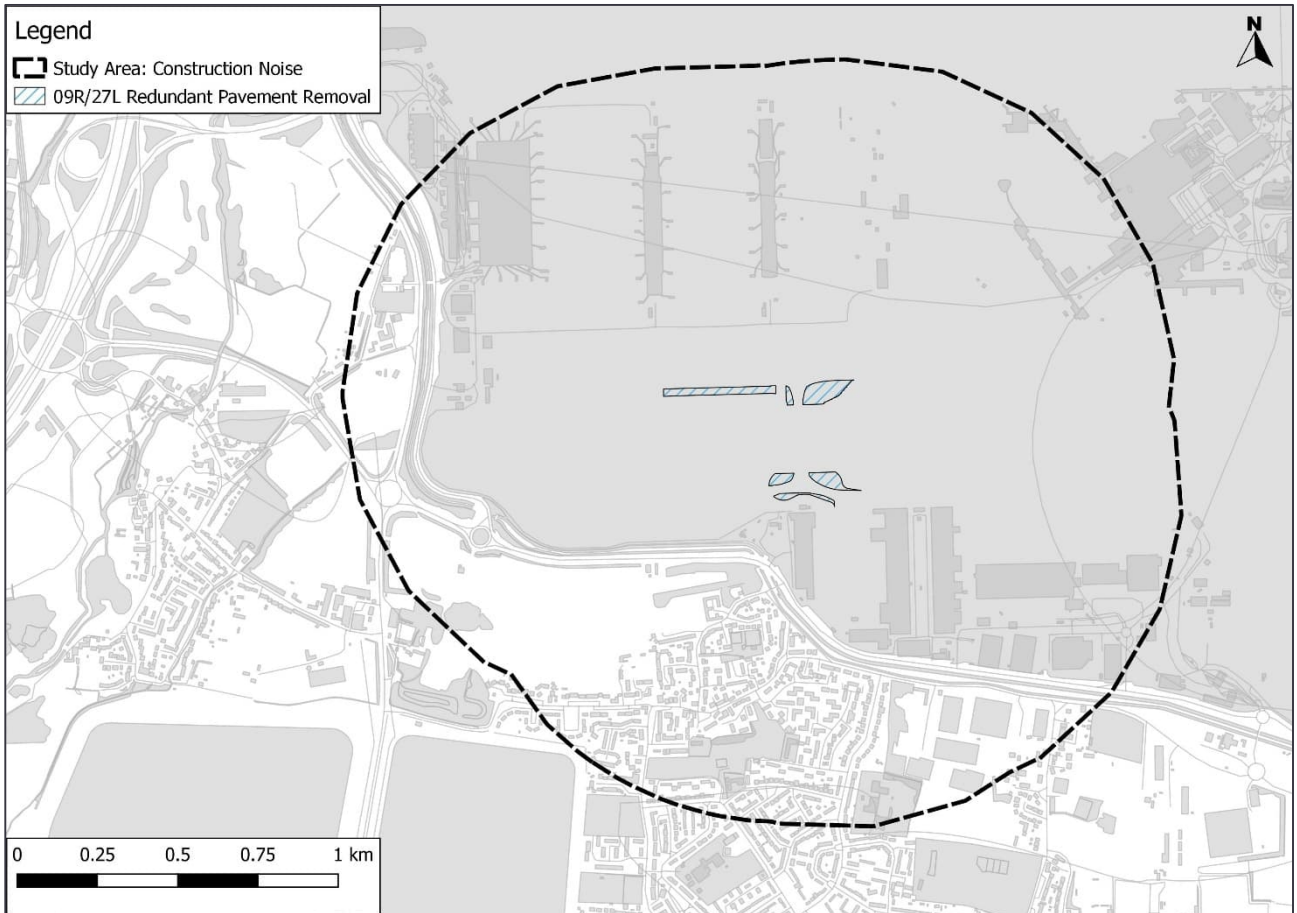 Legend
Study Area: Construction Noise
09R/27L Redundant Pavement Removal
N
0 0.25 0.5 0.75 1 km